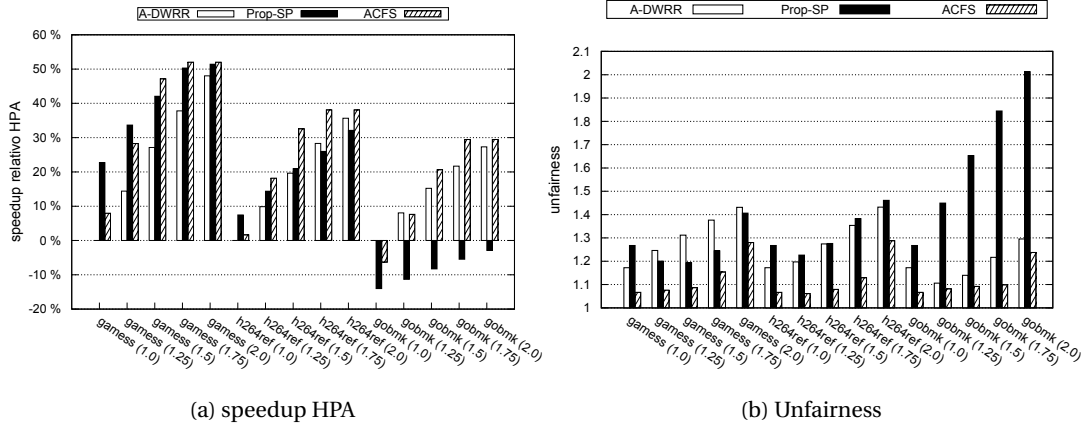 A-DWRR Prop-SP ACFS
speedup relativo HPA
60 %
50 %
40 %
30 %
20 %
10 %
0 %
-10 %
-20 %
gamess (1.0)
gamess (1.25)
gamess (1.5)
gamess (1.75)
gamess (2.0)
h264ref (1.0)
h264ref (1.25)
h264ref (1.5)
h264ref (1.75)
h264ref (2.0)
gobmk (1.0)
gobmk (1.25)
gobmk (1.5)
gobmk (1.75)
gobmk (2.0)
(a) speedup HPA
A-DWRR Prop-SP ACFS
unfairness
2.1
2
1.9
1.8
1.7
1.6
1.5
1.4
1.3
1.2
1.1
1
gamess (1.0)
gamess (1.25)
gamess (1.5)
gamess (1.75)
gamess (2.0)
h264ref (1.0)
h264ref (1.25)
h264ref (1.5)
h264ref (1.75)
h264ref (2.0)
gobmk (1.0)
gobmk (1.25)
gobmk (1.5)
gobmk (1.75)
gobmk (2.0)
(b) Unfairness